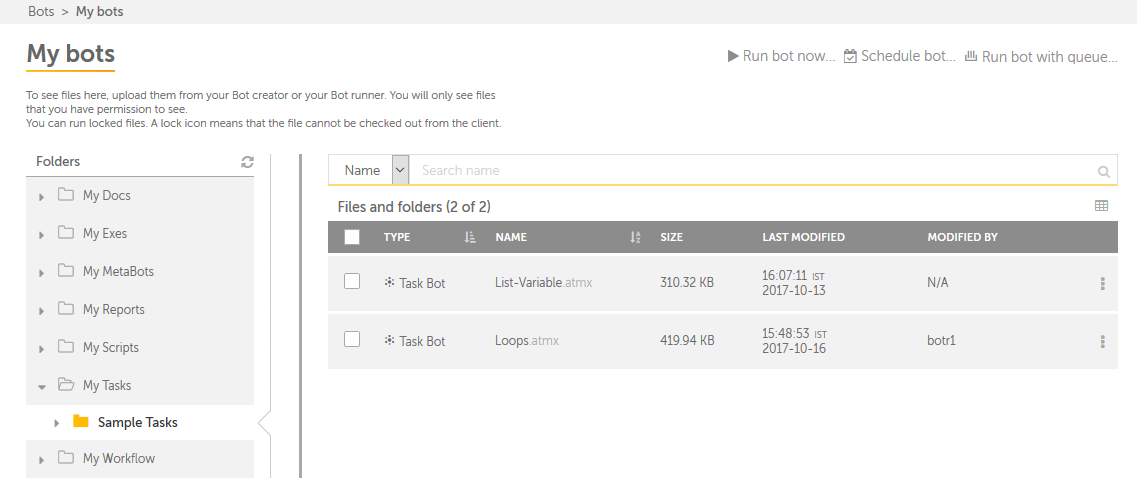 Bots > My bots
My bots
Run bot now... Schedule bot... Run bot with queue...
To see files here, upload them from your Bot creator or your Bot runner. You will only see files
that you have permission to see.
You can run locked files. A lock icon means that the file cannot be checked out from the client.
Folders
My Docs
My Exes
My MetaBots
My Reports
My Scripts
My Tasks
Sample Tasks
My Workflow
Name Search name
Files and folders (2 of 2)
TYPE NAME SIZE LAST MODIFIED MODIFIED BY
Task Bot List-Variable.atmx 310.32 KB 16:07:11 IST N/A
2017-10-13
Task Bot Loops.atmx 419.94 KB 15:48:53 IST botr1
2017-10-16